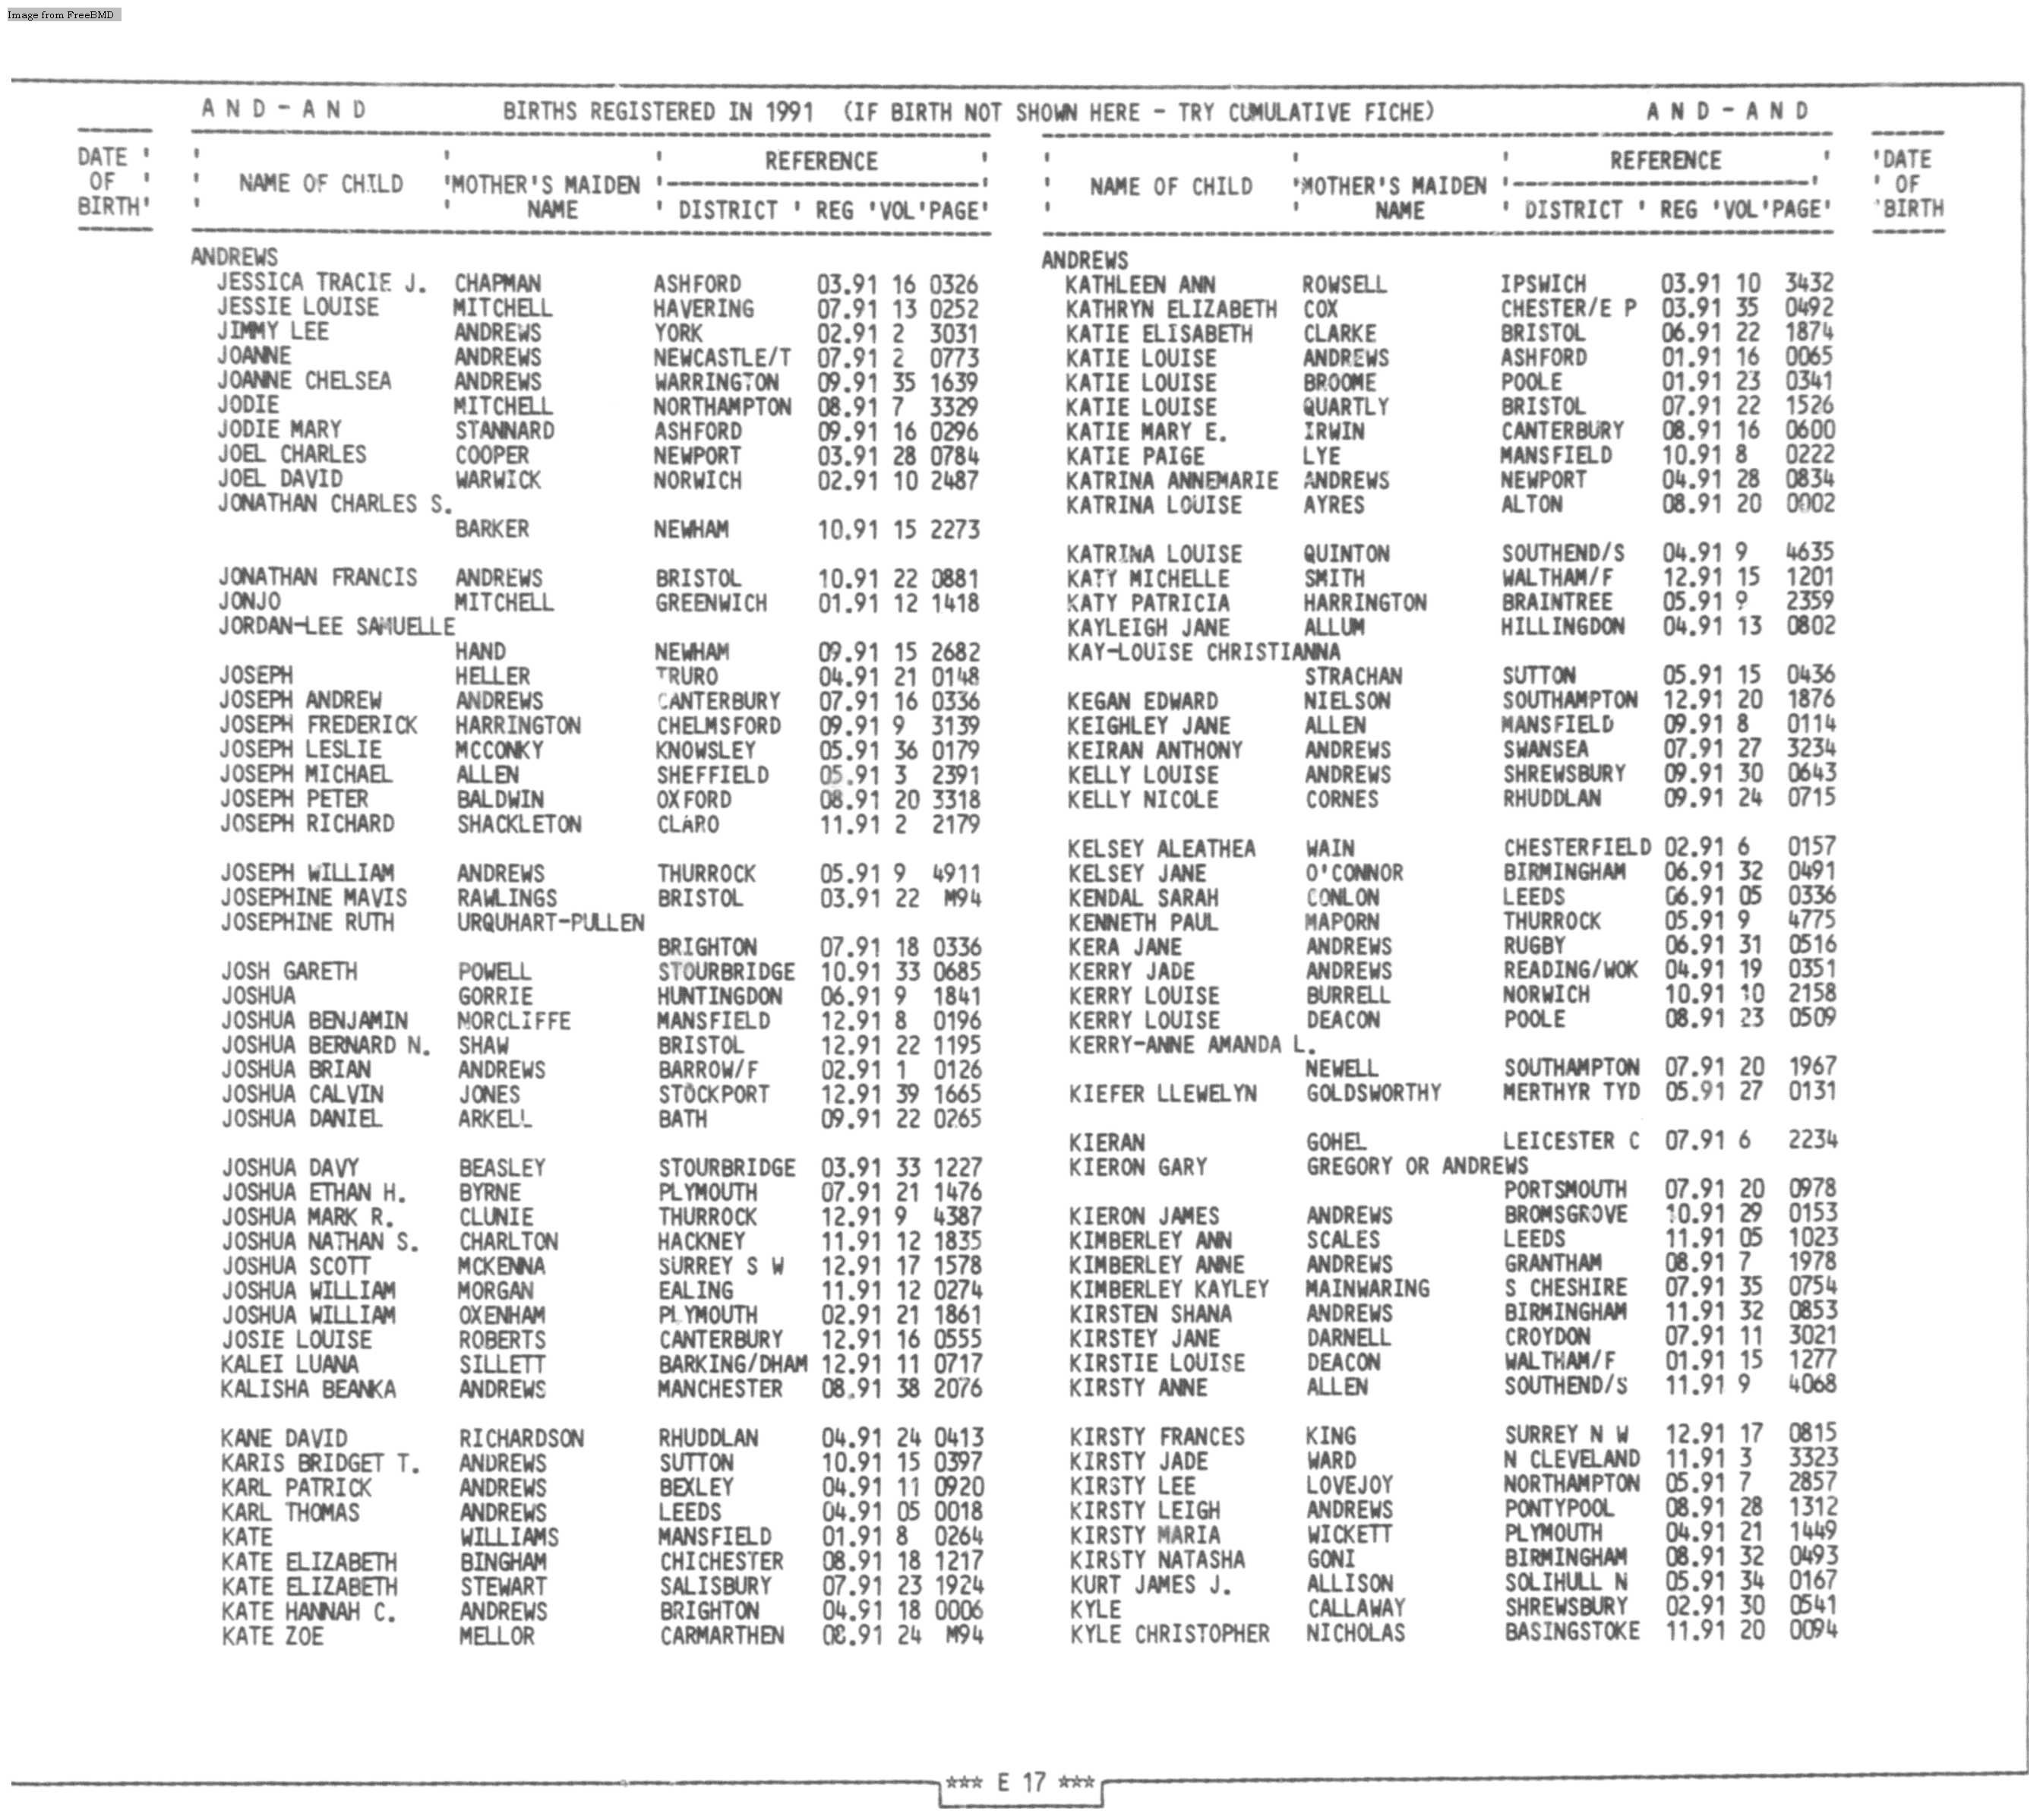 Image from FreeBMD
A N D - A N D BIRTHS REGISTERED IN 1991 (IF BIRTH NOT SHOWN HERE - TRY CUMULATIVE FICHE) A N D - A N D
DATE OF BIRTH
NAME OF CHILD
MOTHER'S MAIDEN NAME
REFERENCE
DISTRICT ' REG 'VOL'PAGE'
NAME OF CHILD
MOTHER'S MAIDEN NAME
REFERENCE
DISTRICT ' REG 'VOL'PAGE'
DATE OF BIRTH
ANDREWS
JESSICA TRACIE J. CHAPMAN ASHFORD 03.91 16 0326
JESSIE LOUISE MITCHELL HAVERING 07.91 13 0252
JIMMY LEE ANDREWS YORK 02.91 2 3031
JOANNE ANDREWS NEWCASTLE/T 07.91 2 0773
JOANNE CHELSEA ANDREWS WARRINGTON 09.91 35 1639
JODIE MITCHELL NORTHAMPTON 08.91 7 3329
JODIE MARY STANNARD ASHFORD 09.91 16 0296
JOEL CHARLES COOPER NEWPORT 03.91 28 0784
JOEL DAVID WARWICK NORWICH 02.91 10 2487
JONATHAN CHARLES S.
BARKER NEWHAM 10.91 15 2273
JONATHAN FRANCIS ANDREWS BRISTOL 10.91 22 0881
JONJO MITCHELL GREENWICH 01.91 12 1418
JORDAN-LEE SAMUELLE
HAND NEWHAM 09.91 15 2682
JOSEPH HELLER TRURO 04.91 21 0148
JOSEPH ANDREW ANDREWS CANTERBURY 07.91 16 0336
JOSEPH FREDERICK HARRINGTON CHELMSFORD 09.91 9 3139
JOSEPH LESLIE MCCONKY KNOWSLEY 05.91 36 0179
JOSEPH MICHAEL ALLEN SHEFFIELD 05.91 3 2391
JOSEPH PETER BALDWIN OXFORD 08.91 20 3318
JOSEPH RICHARD SHACKLETON CLARO 11.91 2 2179
JOSEPH WILLIAM ANDREWS THURROCK 05.91 9 4911
JOSEPHINE MAVIS RAWLINGS BRISTOL 03.91 22 M94
JOSEPHINE RUTH URQUHART-PULLEN
BRIGHTON 07.91 18 0336
JOSH GARETH POWELL STOURBRIDGE 10.91 33 0685
JOSHUA GORRIE HUNTINGDON 06.91 9 1841
JOSHUA BENJAMIN NORCLIFFE MANSFIELD 12.91 8 0196
JOSHUA BERNARD N. SHAW BRISTOL 12.91 22 1195
JOSHUA BRIAN ANDREWS BARROW/F 02.91 1 0126
JOSHUA CALVIN JONES STOCKPORT 12.91 39 1665
JOSHUA DANIEL ARKELL BATH 09.91 22 0265
JOSHUA DAVY BEASLEY STOURBRIDGE 03.91 33 1227
JOSHUA ETHAN H. BYRNE PLYMOUTH 07.91 21 1476
JOSHUA MARK R. CLUNIE THURROCK 12.91 9 4387
JOSHUA NATHAN S. CHARLTON HACKNEY 11.91 12 1835
JOSHUA SCOTT MCKENNA SURREY S W 12.91 17 1578
JOSHUA WILLIAM MORGAN EALING 11.91 12 0274
JOSHUA WILLIAM OXENHAM PLYMOUTH 02.91 21 1861
JOSIE LOUISE ROBERTS CANTERBURY 12.91 16 0555
KALEI LUANA SILLETT BARKING/DHAM 12.91 11 0717
KALISHA BEANKA ANDREWS MANCHESTER 08.91 38 2076
KANE DAVID RICHARDSON RHUDDLAN 04.91 24 0413
KARIS BRIDGET T. ANDREWS SUTTON 10.91 15 0397
KARL PATRICK ANDREWS BEXLEY 04.91 11 0920
KARL THOMAS ANDREWS LEEDS 04.91 05 0018
KATE WILLIAMS MANSFIELD 01.91 8 0264
KATE ELIZABETH BINGHAM CHICHESTER 08.91 18 1217
KATE ELIZABETH STEWART SALISBURY 07.91 23 1924
KATE HANNAH C. ANDREWS BRIGHTON 04.91 18 0006
KATE ZOE MELLOR CARMARTHEN 08.91 24 M94
ANDREWS
KATHLEEN ANN ROWSELL IPSWICH 03.91 10 3432
KATHRYN ELIZABETH COX CHESTER/E P 03.91 35 0492
KATIE ELISABETH CLARKE BRISTOL 06.91 22 1874
KATIE LOUISE ANDREWS ASHFORD 01.91 16 0065
KATIE LOUISE BROOME POOLE 01.91 23 0341
KATIE LOUISE QUARTLY BRISTOL 07.91 22 1526
KATIE MARY E. IRWIN CANTERBURY 08.91 16 0600
KATIE PAIGE LYE MANSFIELD 10.91 8 0222
KATRINA ANNEMARIE ANDREWS NEWPORT 04.91 28 0834
KATRINA LOUISE AYRES ALTON 08.91 20 0002
KATRINA LOUISE QUINTON SOUTHEND/S 04.91 9 4635
KATY MICHELLE SMITH WALTHAM/F 12.91 15 1201
KATY PATRICIA HARRINGTON BRAINTREE 05.91 9 2359
KAYLEIGH JANE ALLUM HILLINGDON 04.91 13 0802
KAY-LOUISE CHRISTIANNA
STRACHAN SUTTON 05.91 15 0436
KEGAN EDWARD NIELSON SOUTHAMPTON 12.91 20 1876
KEIGHLEY JANE ALLEN MANSFIELD 09.91 8 0114
KEIRAN ANTHONY ANDREWS SWANSEA 07.91 27 3234
KELLY LOUISE ANDREWS SHREWSBURY 09.91 30 0643
KELLY NICOLE CORNES RHUDDLAN 09.91 24 0715
KELSEY ALEATHEA WAIN CHESTERFIELD 02.91 6 0157
KELSEY JANE O'CONNOR BIRMINGHAM 06.91 32 0491
KENDAL SARAH CONLON LEEDS 06.91 05 0336
KENNETH PAUL MAPORN THURROCK 05.91 9 4775
KERA JANE ANDREWS RUGBY 06.91 31 0516
KERRY JADE ANDREWS READING/WOK 04.91 19 0351
KERRY LOUISE BURRELL NORWICH 10.91 10 2158
KERRY LOUISE DEACON POOLE 08.91 23 0509
KERRY-ANNE AMANDA L.
NEWELL SOUTHAMPTON 07.91 20 1967
KIEFER LLEWELYN GOLDSWORTHY MERTHYR TYD 05.91 27 0131
KIERAN GOHEL LEICESTER C 07.91 6 2234
KIERON GARY GREGORY OR ANDREWS
PORTSMOUTH 07.91 20 0978
KIERON JAMES ANDREWS BROMSGROVE 10.91 29 0153
KIMBERLEY ANN SCALES LEEDS 11.91 05 1023
KIMBERLEY ANNE ANDREWS GRANTHAM 08.91 7 1978
KIMBERLEY KAYLEY MAINWARING S CHESHIRE 07.91 35 0754
KIRSTEN SHANA ANDREWS BIRMINGHAM 11.91 32 0853
KIRSTEY JANE DARNELL CROYDON 07.91 11 3021
KIRSTIE LOUISE DEACON WALTHAM/F 01.91 15 1277
KIRSTY ANNE ALLEN SOUTHEND/S 11.91 9 4068
KIRSTY FRANCES KING SURREY N W 12.91 17 0815
KIRSTY JADE WARD N CLEVELAND 11.91 3 3323
KIRSTY LEE LOVEJOY NORTHAMPTON 05.91 7 2857
KIRSTY LEIGH ANDREWS PONTYPOOL 08.91 28 1312
KIRSTY MARIA WICKETT PLYMOUTH 04.91 21 1449
KIRSTY NATASHA GONI BIRMINGHAM 08.91 32 0493
KURT JAMES J. ALLISON SOLIHULL N 05.91 34 0167
KYLE CALLAWAY SHREWSBURY 02.91 30 0541
KYLE CHRISTOPHER NICHOLAS BASINGSTOKE 11.91 20 0094
*** E 17 ***